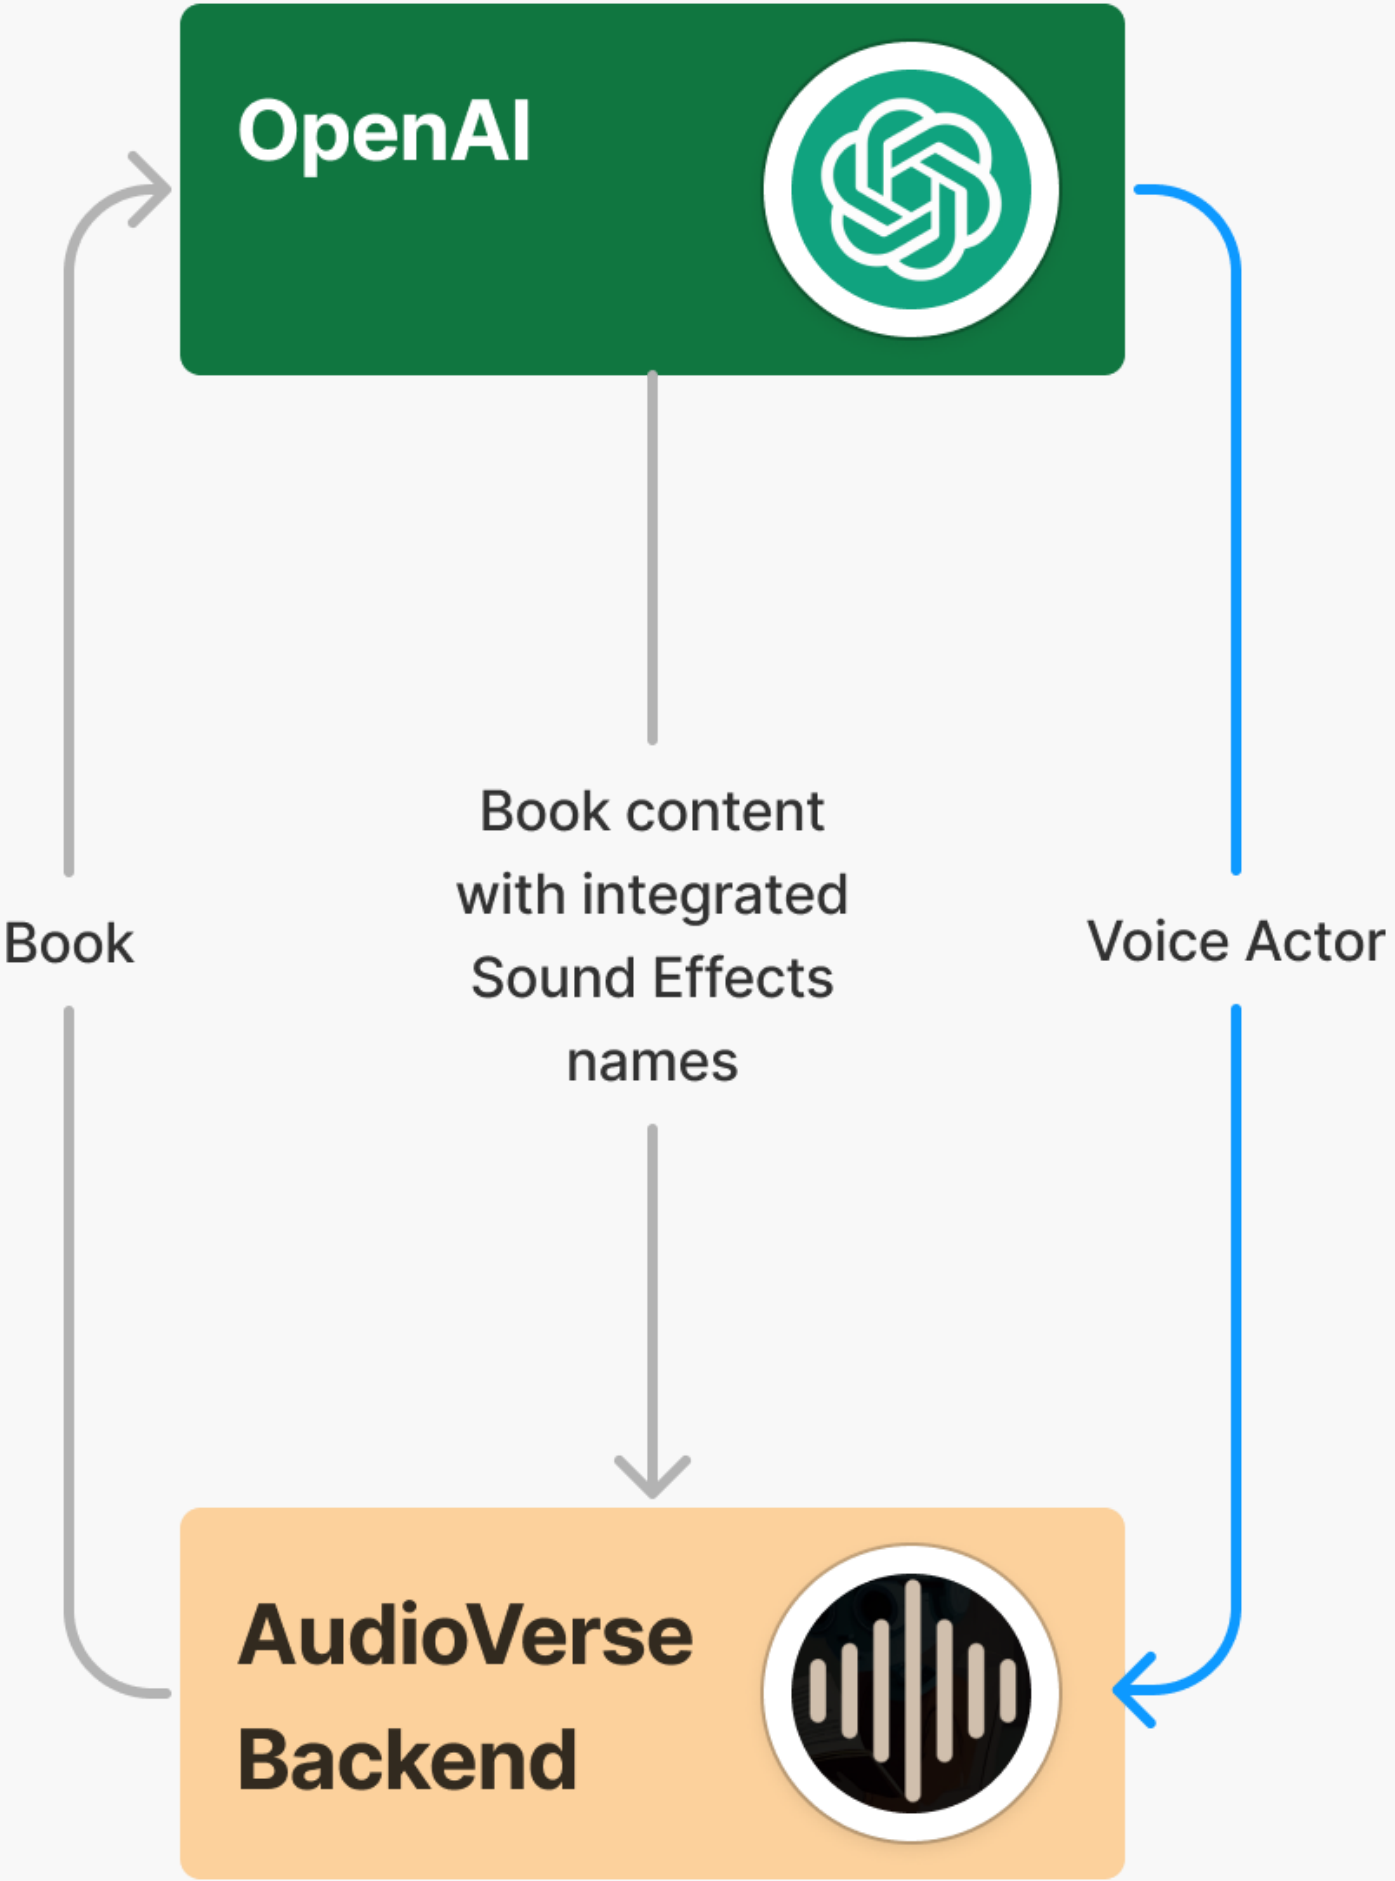 OpenAI
Book content
with integrated
Sound Effects
names
Book
Voice Actor
AudioVerse
Backend